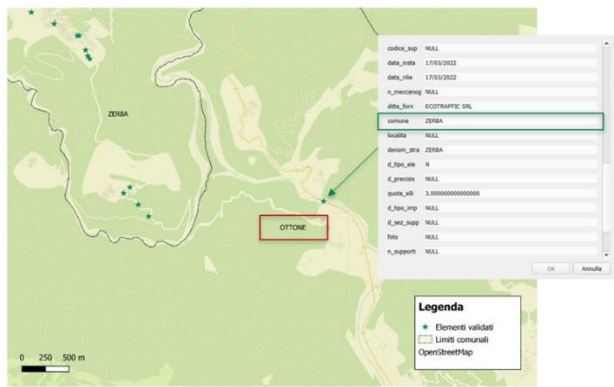 codice_sup NULL
data_insta 17/03/2022
data_rilie 17/03/2022
n_meccanog NULL
ditta_forn ECOTRAFFIC SRL
comune ZERBA
localita NULL
denom_stra ZERBA
d_tipo_ele N
d_precisio NULL
quota_elli 3.000000000000000
d_tipo_imp NULL
d_sez_supp NULL
foto NULL
n_supporti NULL
OK Annulla
ZERBA
OTTONE
Legenda
Elementi validati
Limiti comunali
OpenStreetMap
0 250 500 m